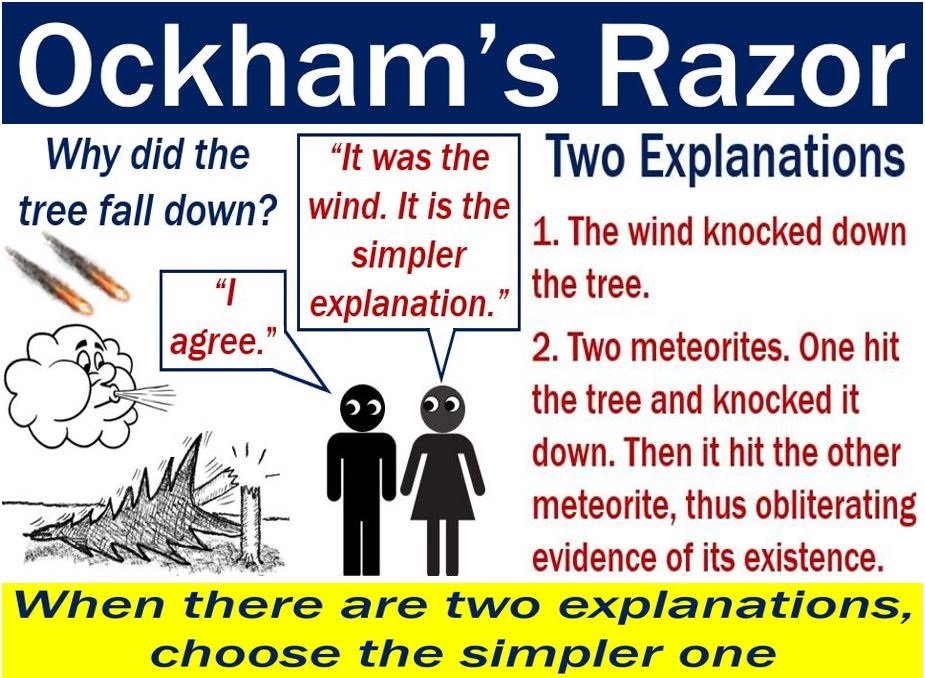 Ockham’s Razor
Why did the
tree fall down?
“I
agree.”
“It was the
wind. It is the
simpler
explanation.”
Two Explanations
1. The wind knocked down
the tree.
2. Two meteorites. One hit
the tree and knocked it
down. Then it hit the other
meteorite, thus obliterating
evidence of its existence.
When there are two explanations,
choose the simpler one